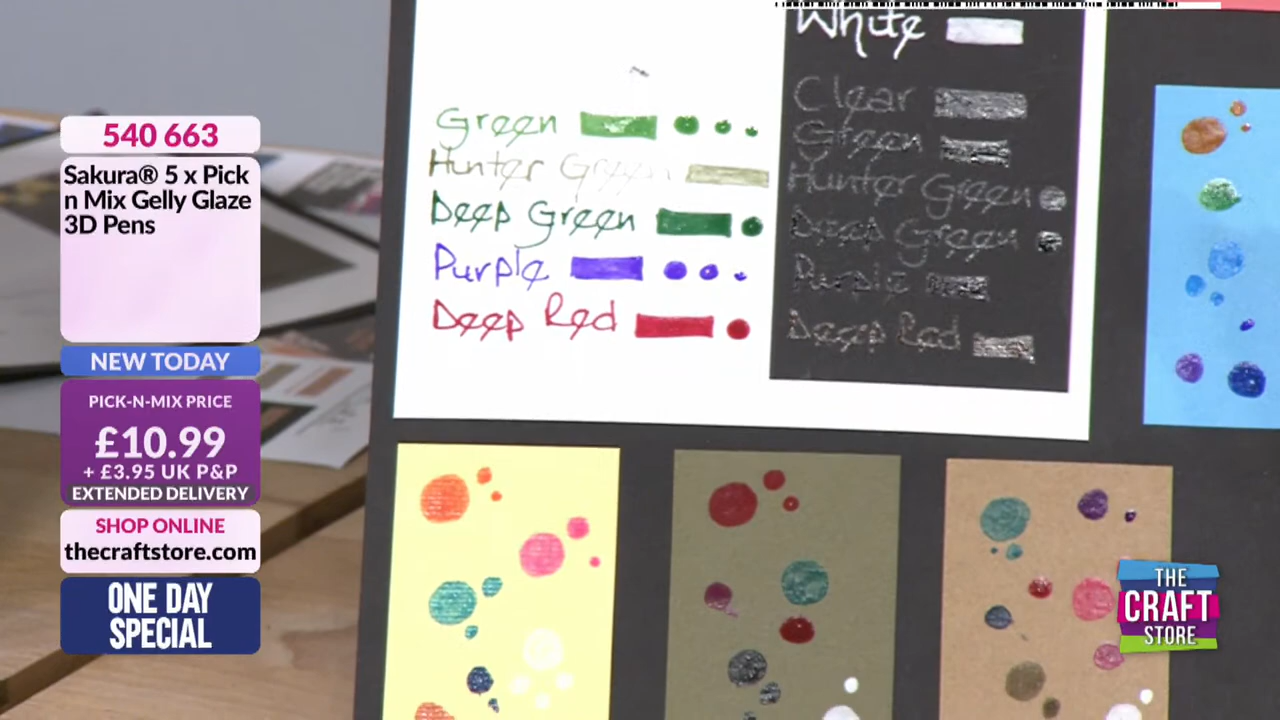 540 663
Sakura® 5 x Pick
n Mix Gelly Glaze
3D Pens
NEW TODAY
PICK-N-MIX PRICE
£10.99
+ £3.95 UK P&P
EXTENDED DELIVERY
SHOP ONLINE
thecraftstore.com
ONE DAY
SPECIAL
Green
Hunter Green
Deep Green
Purple
Deep Red
White
Clear
Green
Hunter Green
Deep Green
Purple
Deep Red
THE
CRAFT
STORE